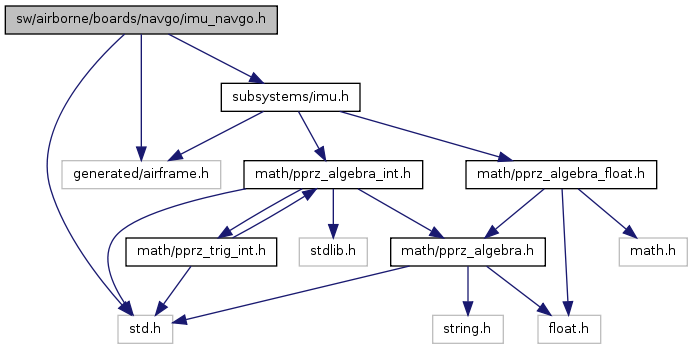 sw/airborne/boards/navgo/imu_navgo.h
subsystems/imu.h
generated/airframe.h
math/pprz_algebra_int.h
math/pprz_algebra_float.h
math/pprz_trig_int.h
stdlib.h
math/pprz_algebra.h
math.h
std.h
string.h
float.h